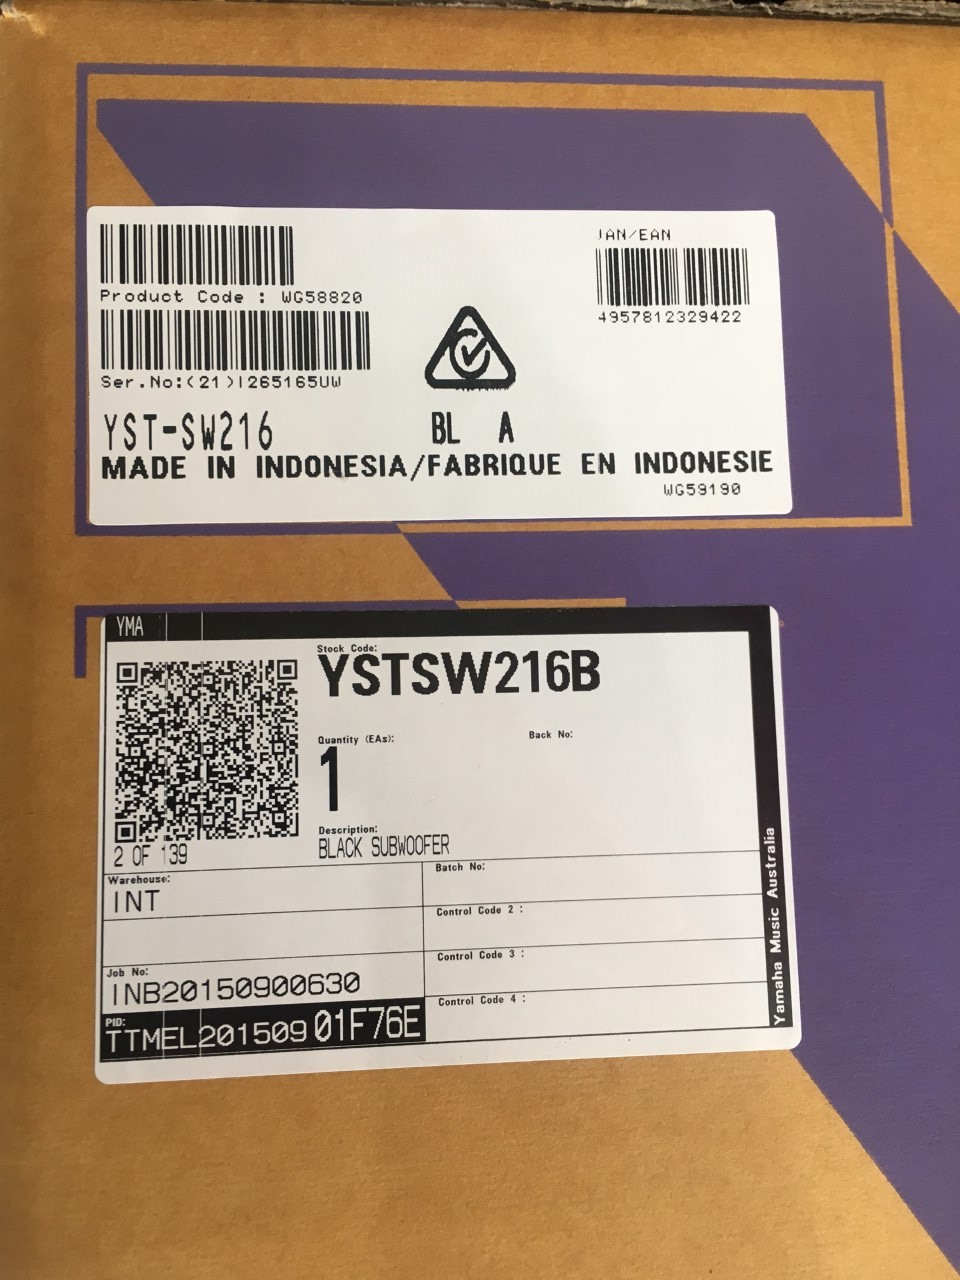 JAN/EAN
Product Code : WG58820
4957812329422
Ser.No:(21)I265165UW
YST-SW216 BL A
MADE IN INDONESIA/FABRIQUE EN INDONESIE
WG59190
YMA
Stock Code:
YSTSW216B
Quantity (EAs): Back No:
1
Description:
BLACK SUBWOOFER
2 OF 139
Warehouse: Batch No:
INT
Control Code 2 :
Control Code 3 :
Job No:
INB20150900630
Control Code 4 :
PID:
TTMEL20150901F76E
Yamaha Music Australia